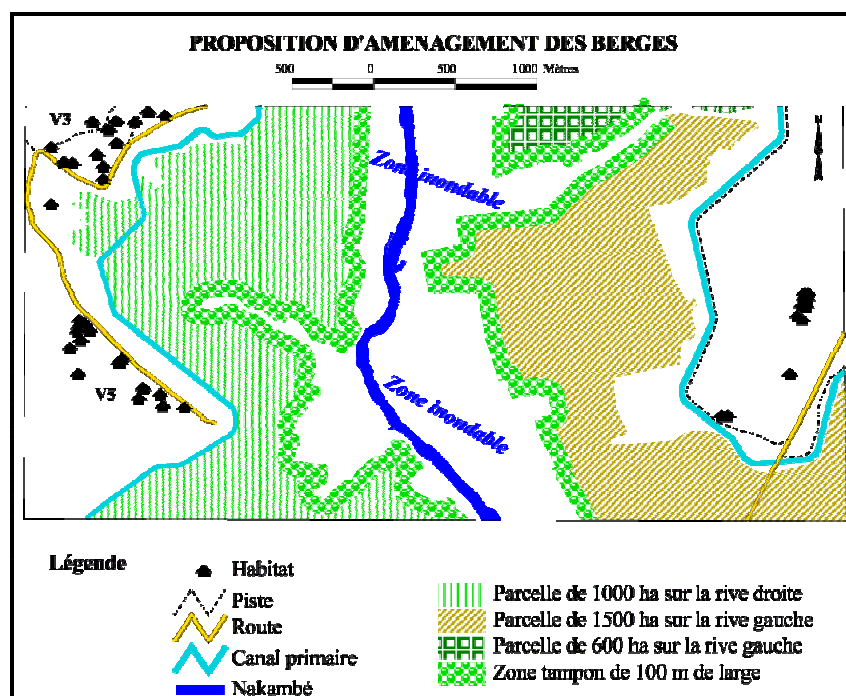 PROPOSITION D'AMENAGEMENT DES BERGES
500 0 500 1000 Mètres
V3
Zone inondable
V3
Zone inondable
Légende
Habitat
Piste
Route
Canal primaire
Nakambé
Parcelle de 1000 ha sur la rive droite
Parcelle de 1500 ha sur la rive gauche
Parcelle de 600 ha sur la rive gauche
Zone tampon de 100 m de large